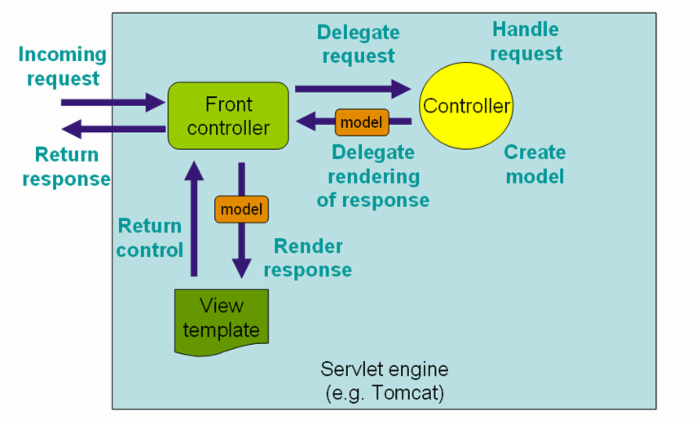 Incoming
request
Return
response
Front
controller
Delegate
request
Handle
request
Controller
model
Delegate
rendering
of response
Create
model
Return
control
model
Render
response
View
template
Servlet engine
(e.g. Tomcat)